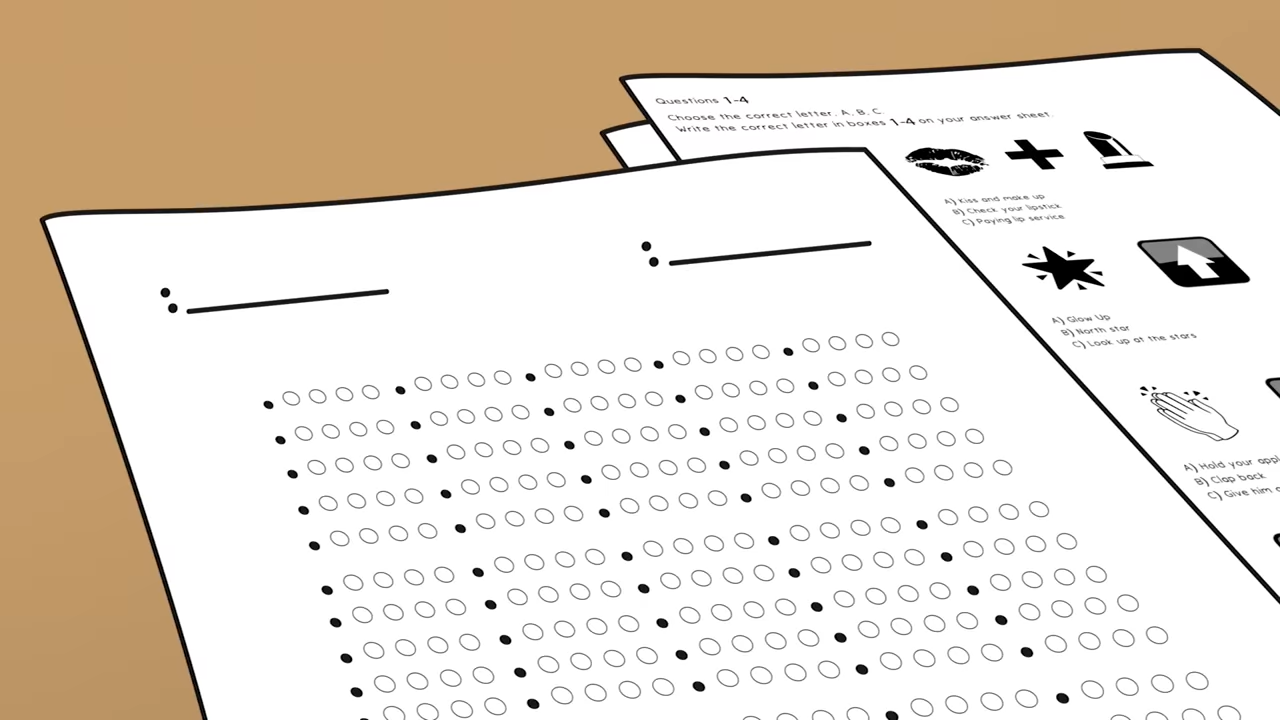 Questions 1-4
Choose the correct letter, A, B, C.
Write the correct letter in boxes 1-4 on your answer sheet.
A) Kiss and make up
B) Check your lipstick
C) Paying lip service
A) Glow Up
B) North star
C) Look up at the stars
A) Hold your
B) Clap back
C) Give him